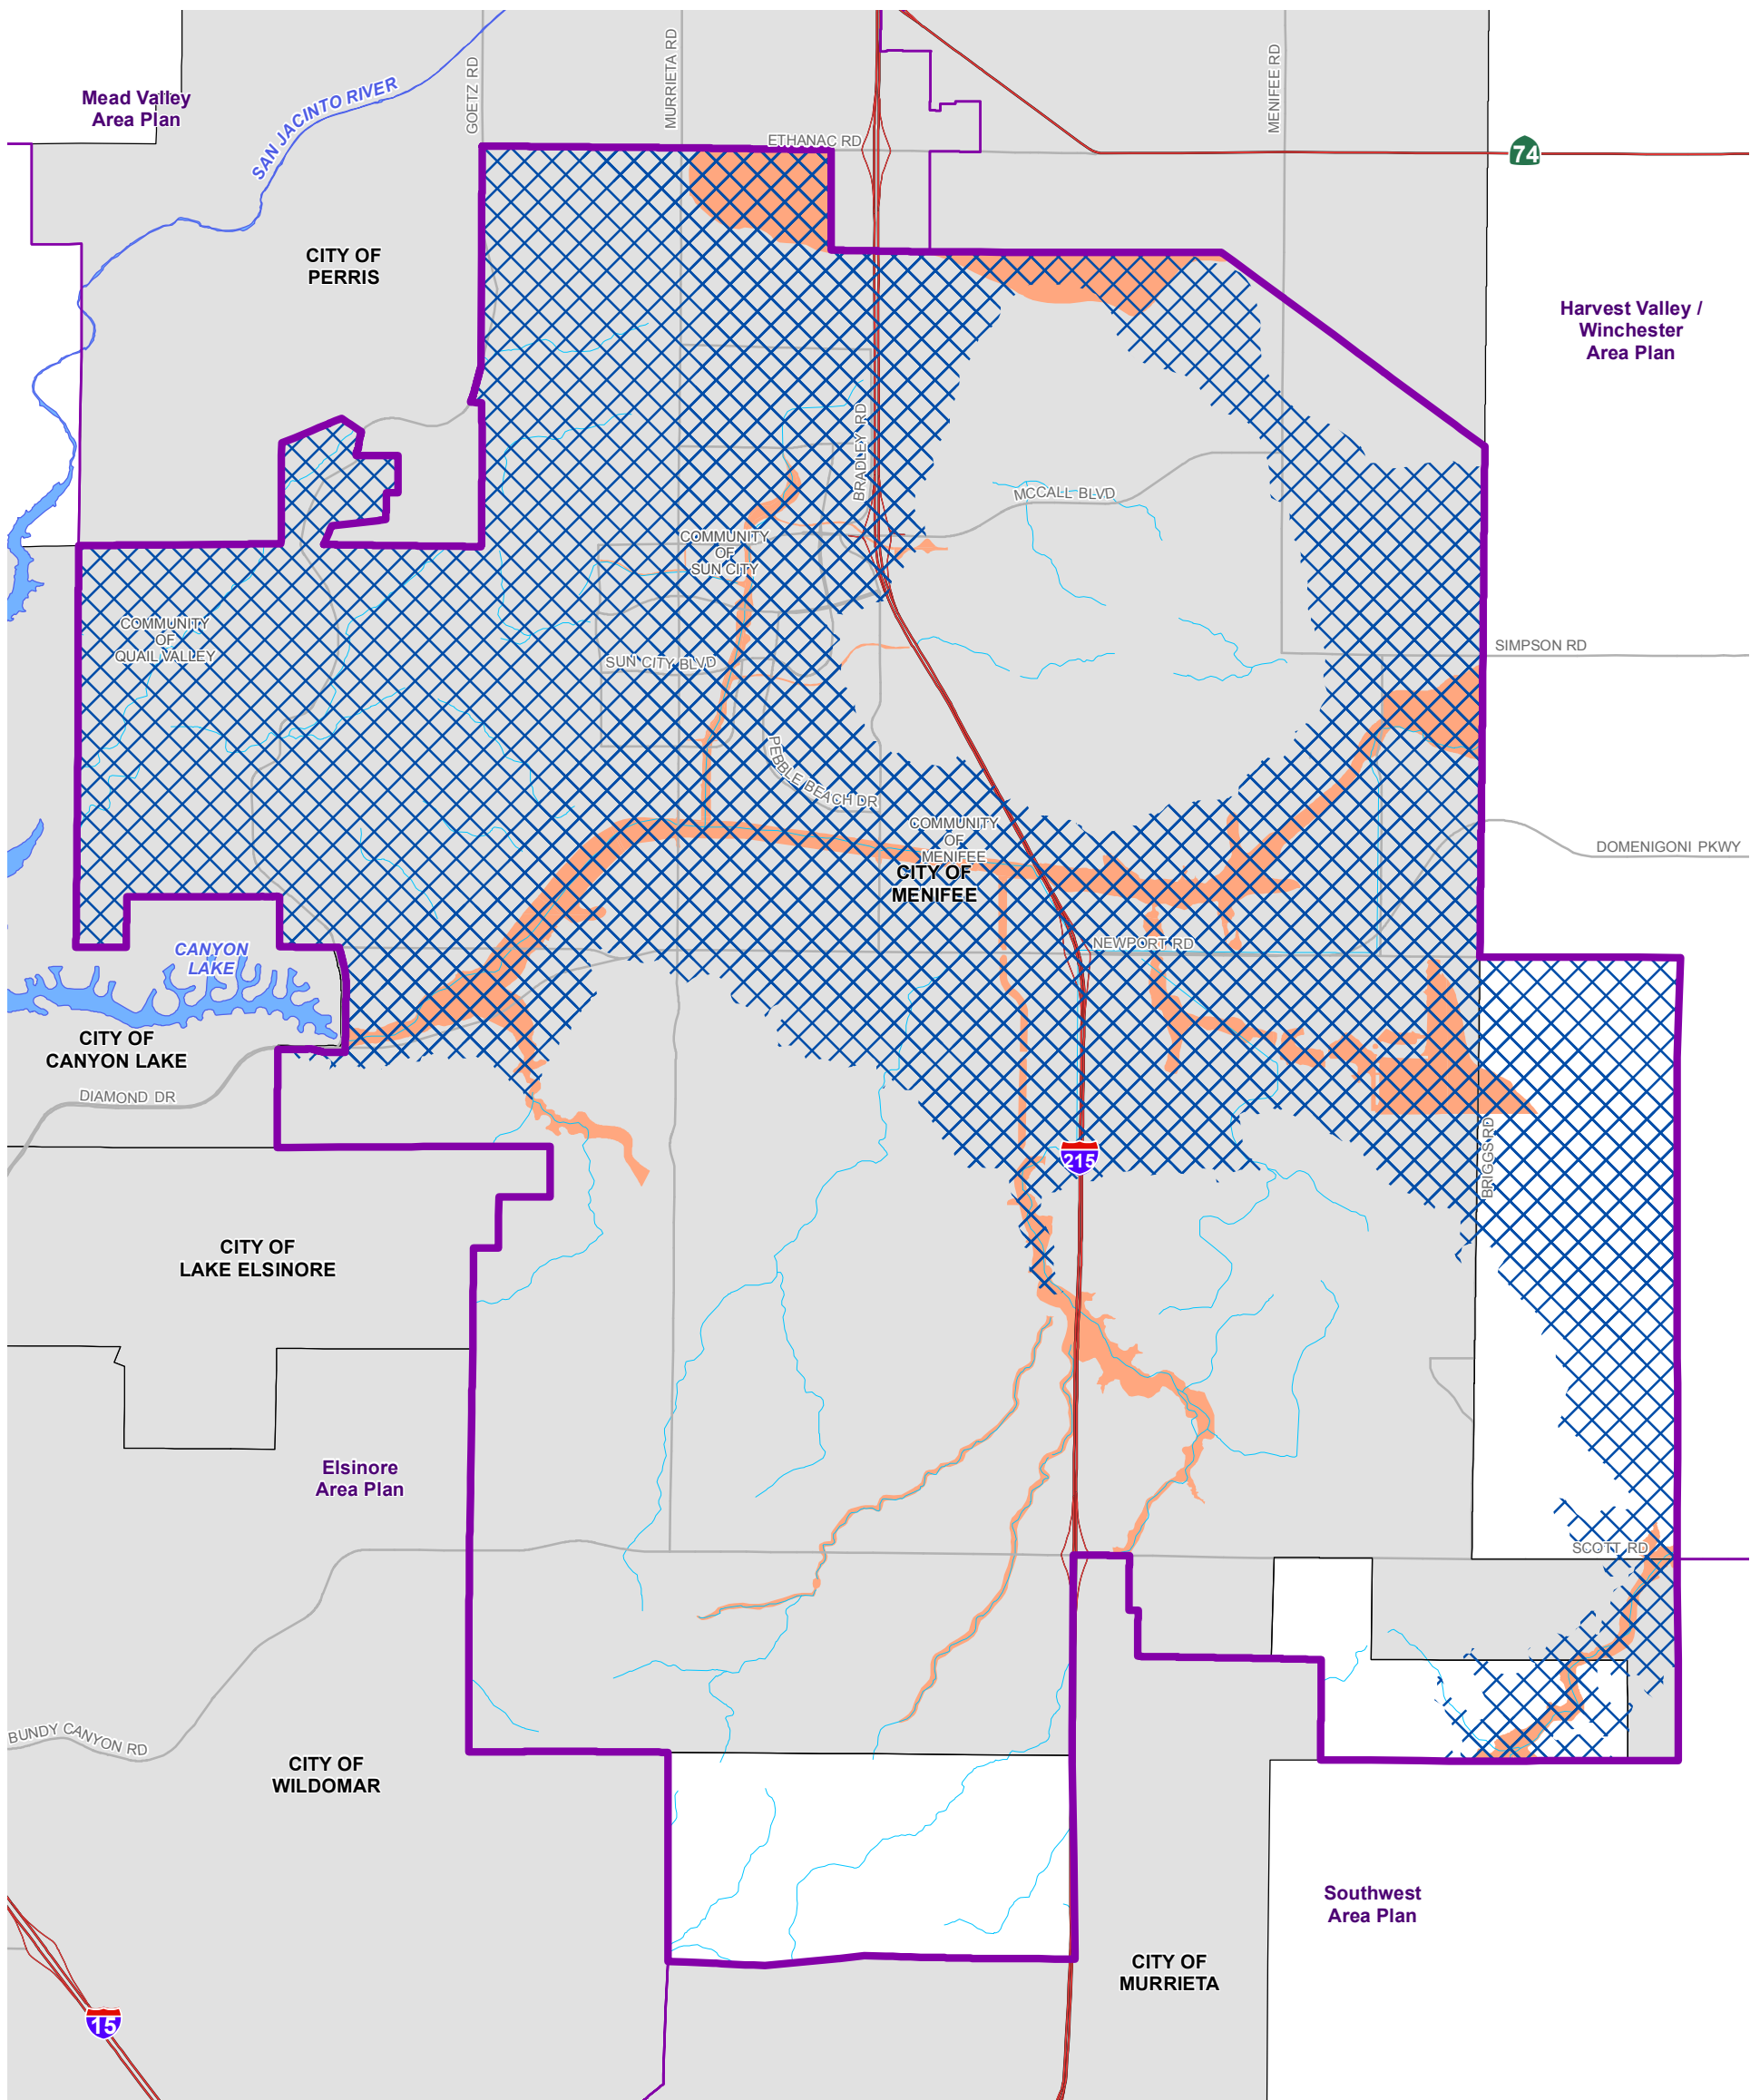 Mead Valley
Area Plan
SAN JACINTO RIVER
GOETZ RD
MURRIETA RD
MENIFEE RD
ETHANAC RD
74
CITY OF
PERRIS
Harvest Valley /
Winchester
Area Plan
BRADLEY RD
MCCALL BLVD
COMMUNITY
OF
SUN CITY
COMMUNITY
OF
QUAIL VALLEY
SUN CITY BLVD
SIMPSON RD
PEBBLE BEACH DR
COMMUNITY
OF
MENIFEE
CITY OF
MENIFEE
DOMENIGONI PKWY
NEWPORT RD
CANYON
LAKE
CITY OF
CANYON LAKE
DIAMOND DR
215
BRIGGS RD
CITY OF
LAKE ELSINORE
Elsinore
Area Plan
SCOTT RD
BUNDY CANYON RD
CITY OF
WILDOMAR
Southwest
Area Plan
CITY OF
MURRIETA
15